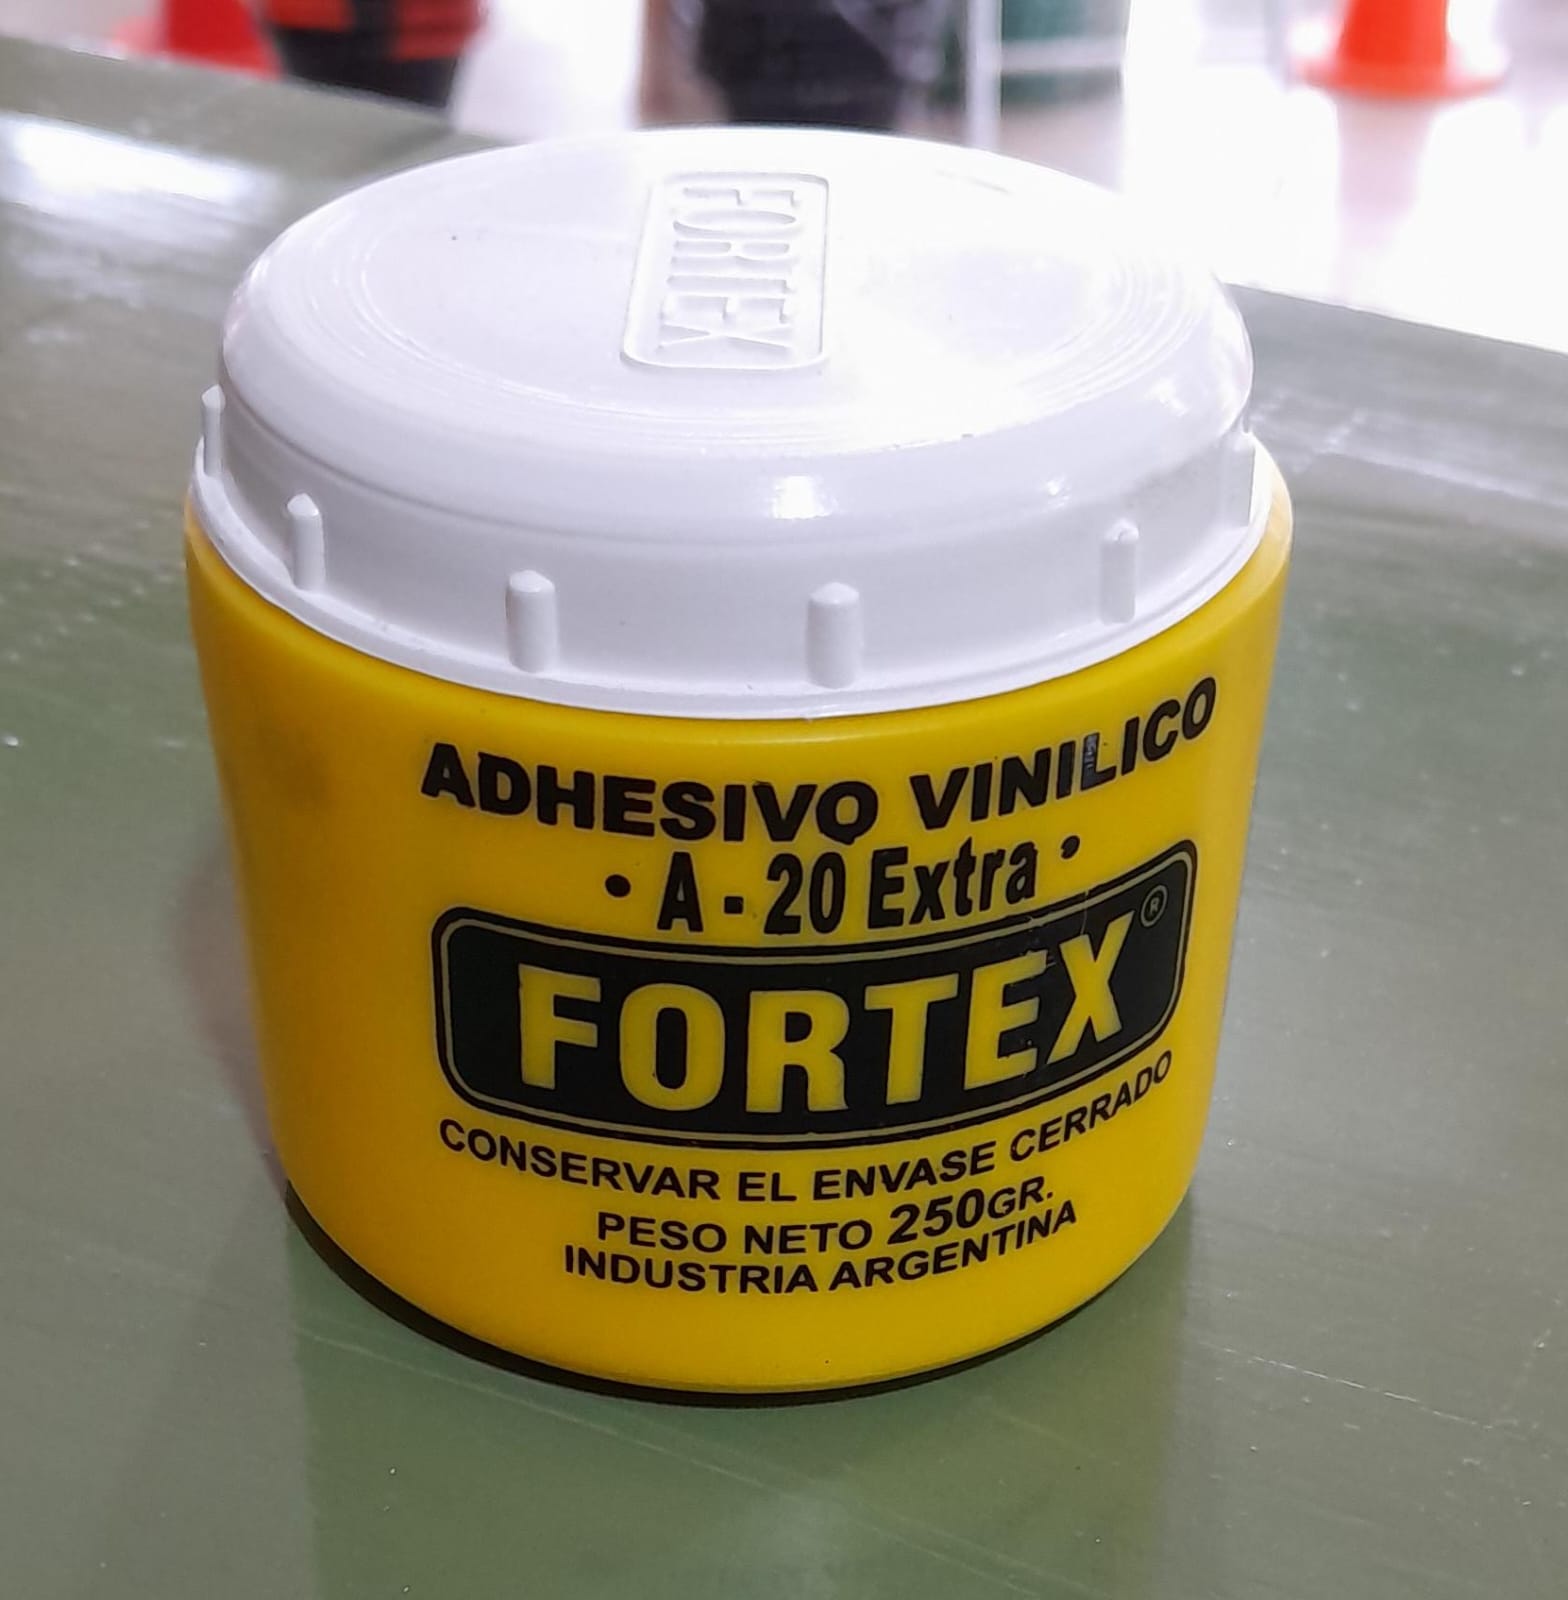 FORTEX
ADHESIVO VINILICO
• A - 20 Extra •
FORTEX®
CONSERVAR EL ENVASE CERRADO
PESO NETO 250GR.
INDUSTRIA ARGENTINA